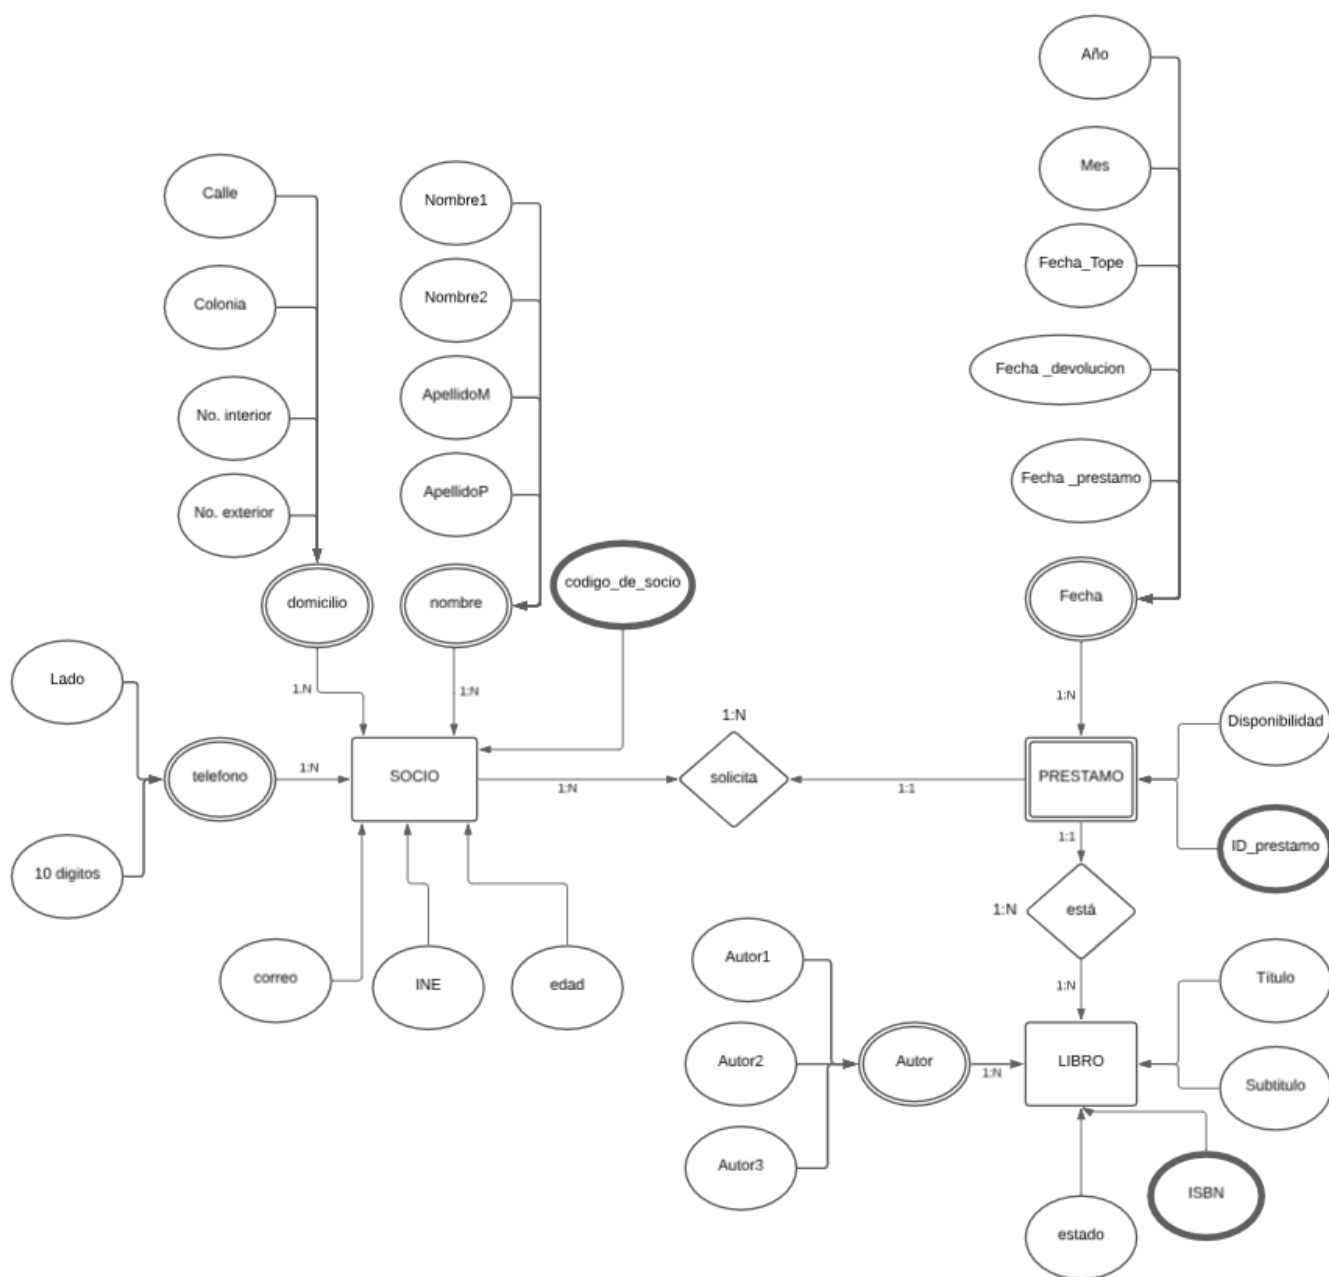 Año
Mes
Calle
Nombre1
Fecha_Tope
Colonia
Nombre2
Fecha _devolucion
ApellidoM
No. interior
Fecha _prestamo
ApellidoP
No. exterior
codigo_de_socio
domicilio
nombre
Fecha
Lado
1.N
1:N
1:N
1:N
Disponibilidad
telefono
1:N
SOCIO
1:N
solicita
1:1
PRESTAMO
1:1
ID_prestamo
10 digitos
1:N
está
Autor1
correo
INE
edad
1:N
Titulo
Autor2
Autor
1:N
LIBRO
Subtitulo
Autor3
ISBN
estado